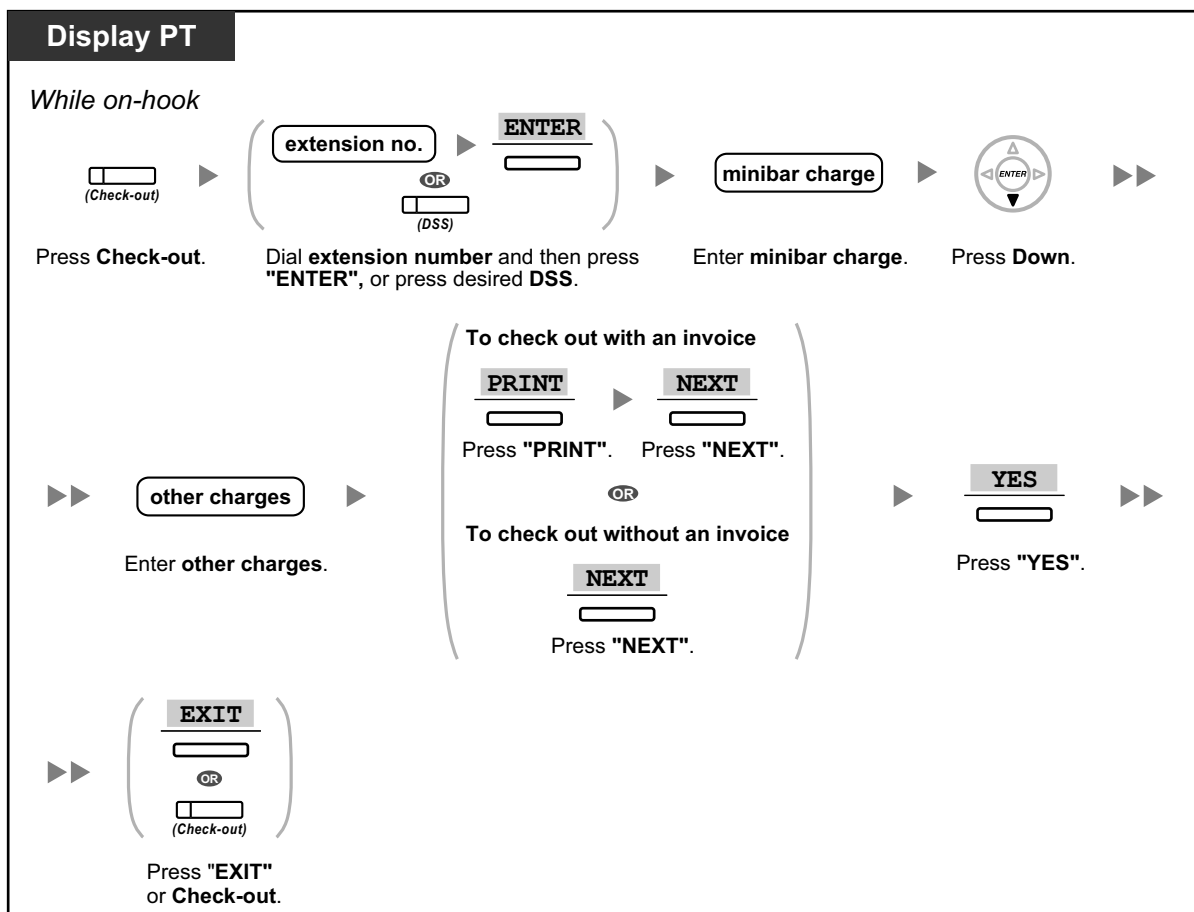 Display PT
While on-hook
(Check-out)
extension no.
ENTER
OR
(DSS)
minibar charge
ENTER
Press Check-out.
Dial extension number and then press
"ENTER", or press desired DSS.
Enter minibar charge.
Press Down.
other charges
Enter other charges.
To check out with an invoice
PRINT
NEXT
Press "PRINT".
Press "NEXT".
OR
To check out without an invoice
NEXT
Press "NEXT".
YES
Press "YES".
EXIT
OR
(Check-out)
Press "EXIT"
or Check-out.